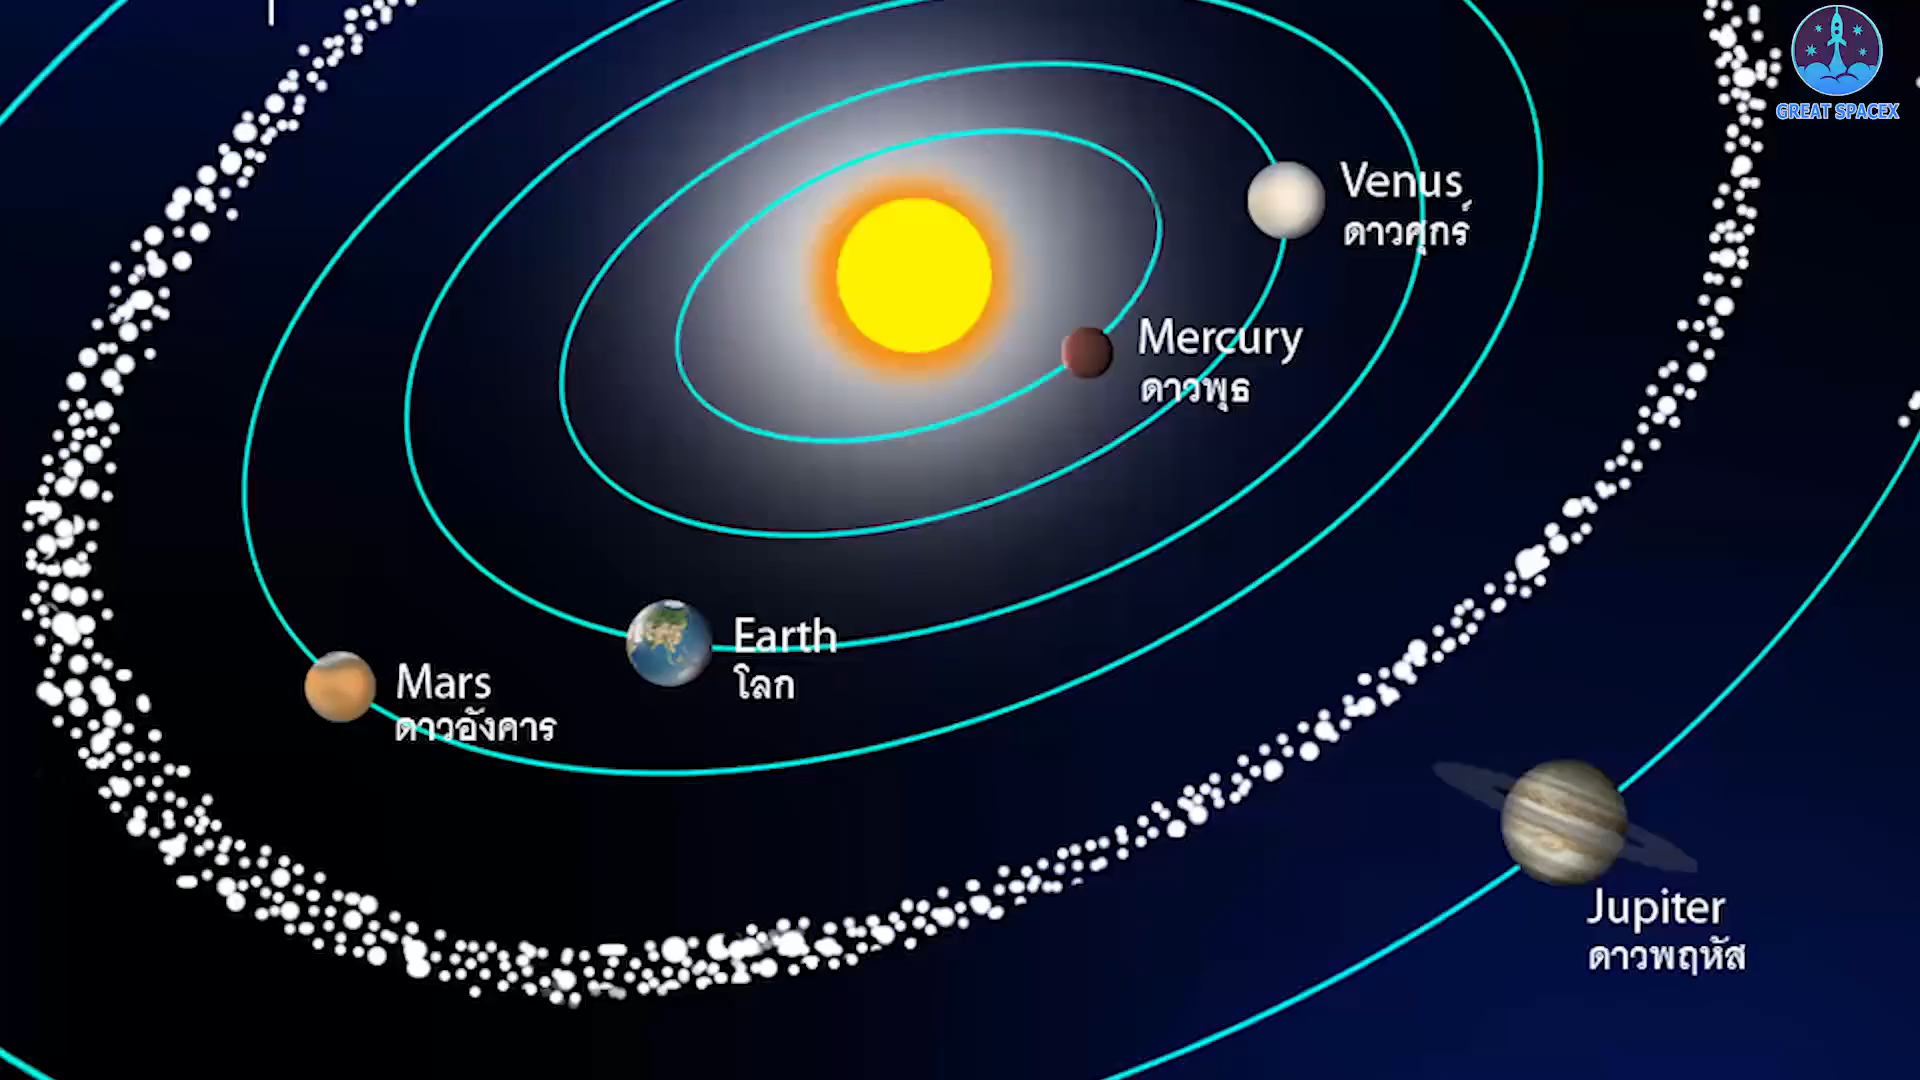 GREAT SPACEX
Venus
ดาวศุกร์
Mercury
ดาวพุธ
Earth
โลก
Mars
ดาวอังคาร
Jupiter
ดาวพฤหัส